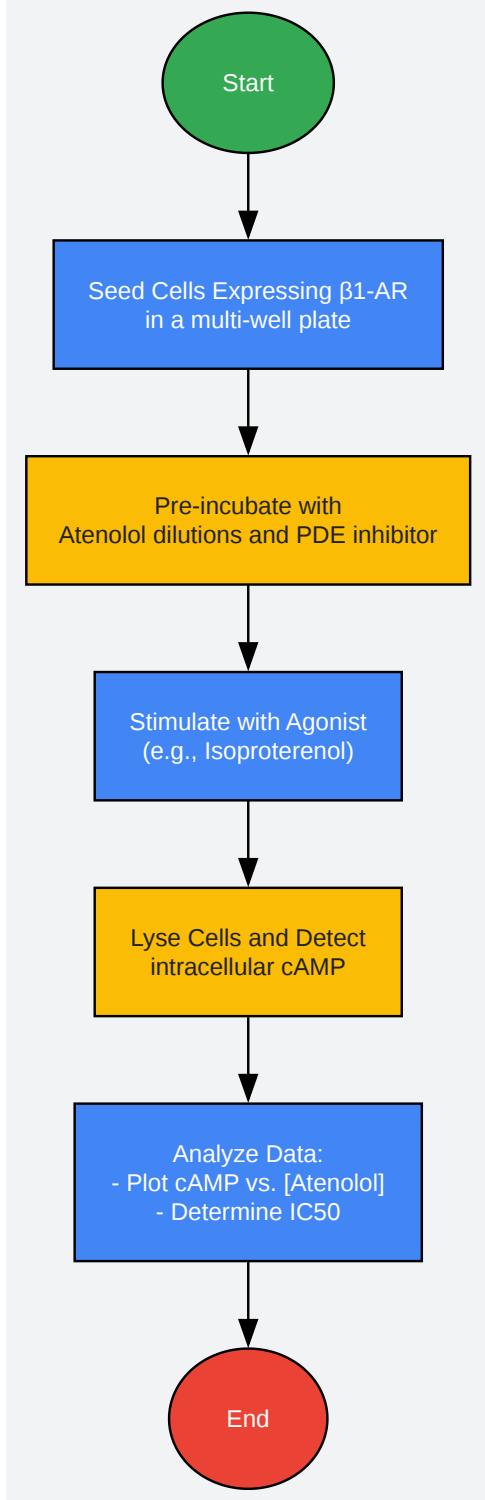 Start
Seed Cells Expressing β1-AR
in a multi-well plate
Pre-incubate with
Atenolol dilutions and PDE inhibitor
Stimulate with Agonist
(e.g., Isoproterenol)
Lyse Cells and Detect
intracellular cAMP
Analyze Data:
- Plot cAMP vs. [Atenolol]
- Determine IC50
End